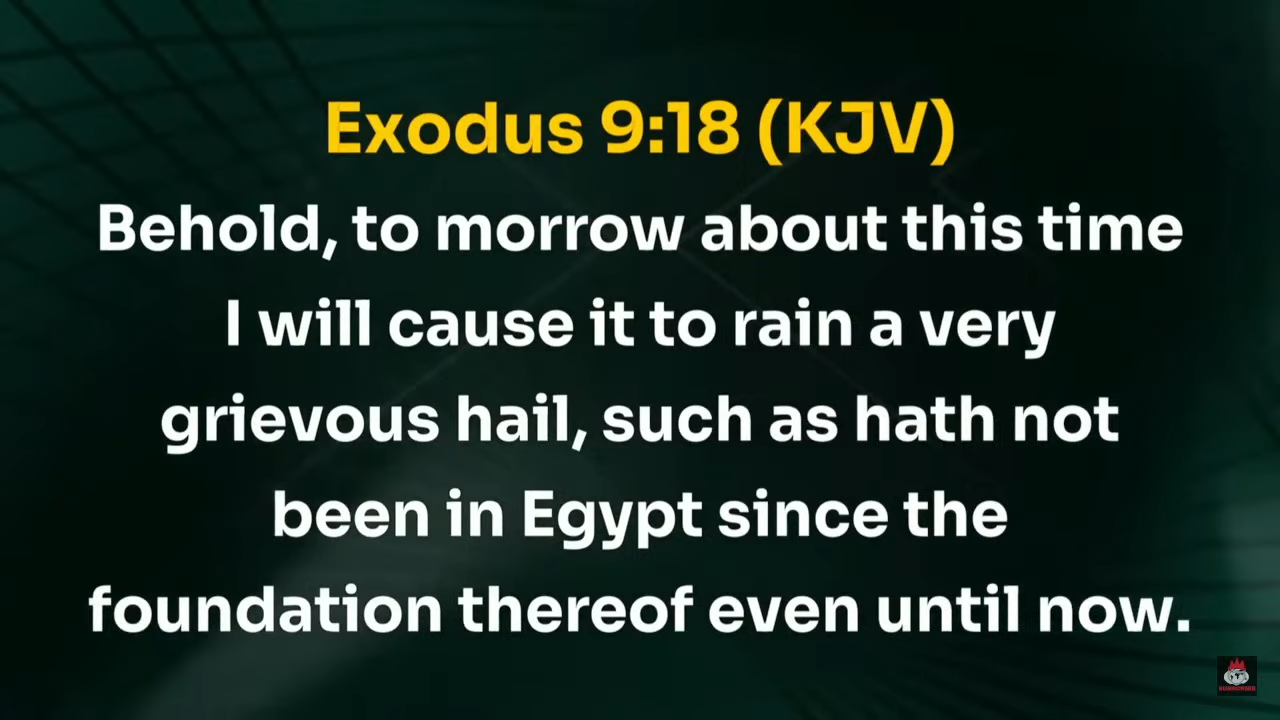 Exodus 9:18 (KJV)
Behold, to morrow about this time
I will cause it to rain a very
grievous hail, such as hath not
been in Egypt since the
foundation thereof even until now.
SUBSCRIBE